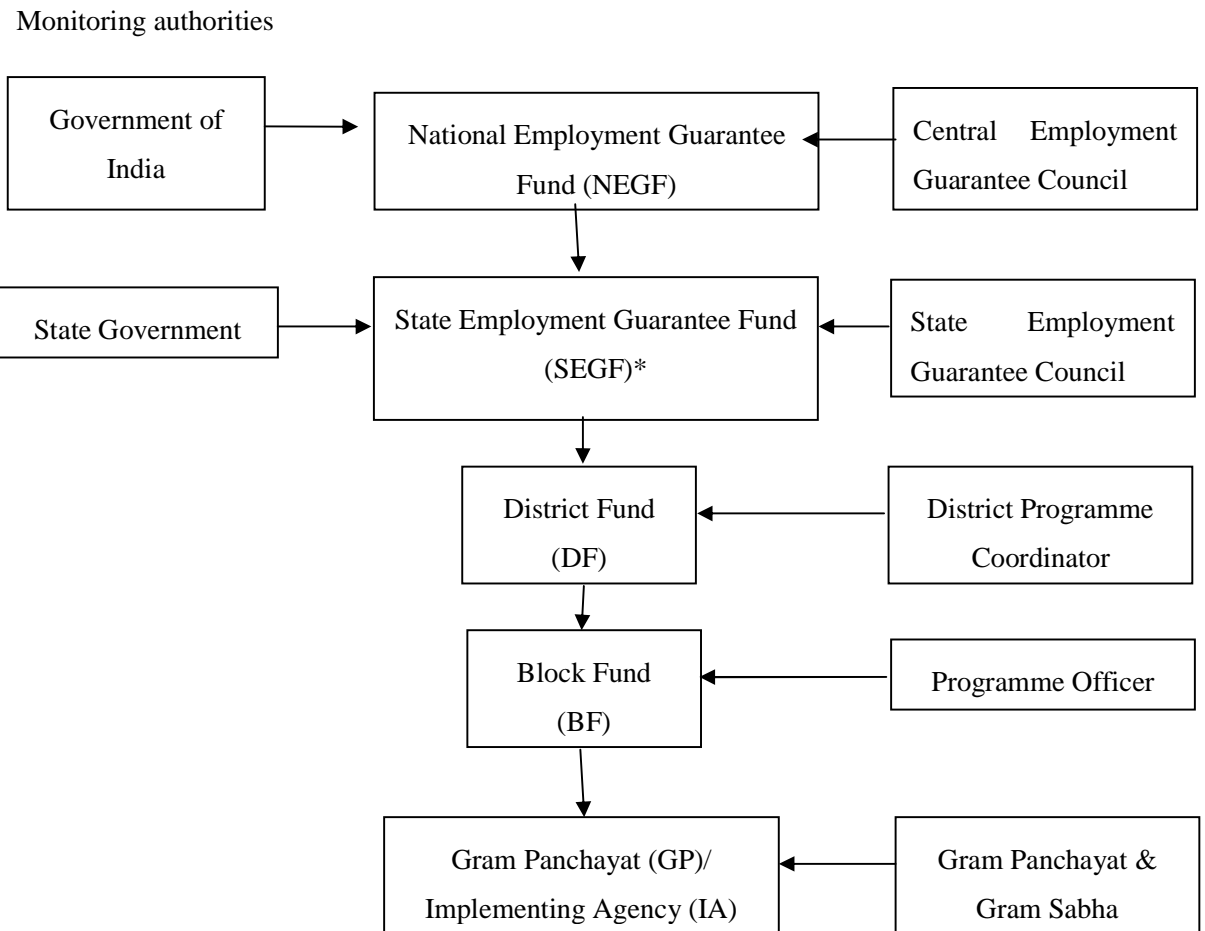 Monitoring authorities
Government of
India
National Employment Guarantee
Fund (NEGF)
Central Employment
Guarantee Council
State Government
State Employment Guarantee Fund
(SEGF)*
State Employment
Guarantee Council
District Fund
(DF)
District Programme
Coordinator
Block Fund
(BF)
Programme Officer
Gram Panchayat (GP)/
Implementing Agency (IA)
Gram Panchayat &
Gram Sabha